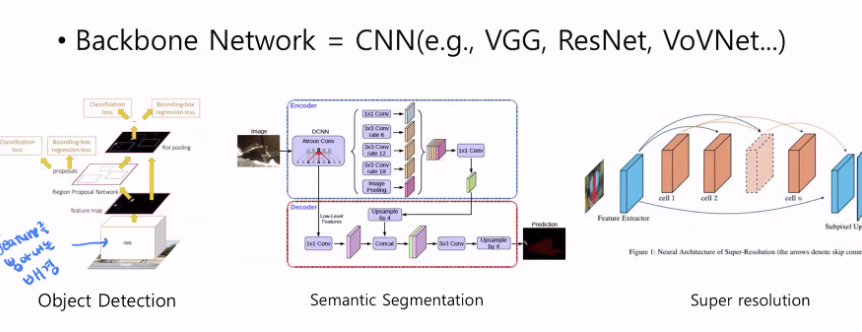 • Backbone Network = CNN(e.g., VGG, ResNet, VoVNet...)
Classification
loss
Bounding-box
regression loss
Classification
loss
Bounding-box
regression loss
RoI pooling
proposals
Region Proposal Network
feature map
CNN
feature를
뽑아내는
배경
Object Detection
Encoder
Image
DCNN
Atrous Conv
1x1 Conv
3x3 Conv
rate 6
3x3 Conv
rate 12
3x3 Conv
rate 18
Image
Pooling
1x1 Conv
Decoder
Low-Level
Features
Upsample
by 4
1x1 Conv
Concat
3x3 Conv
Upsample
by 4
Prediction
Semantic Segmentation
Feature Extractor
cell 1
cell 2
cell n
Subpixel Up
Figure 1: Neural Architecture of Super-Resolution (the arrows denote skip conne
Super resolution